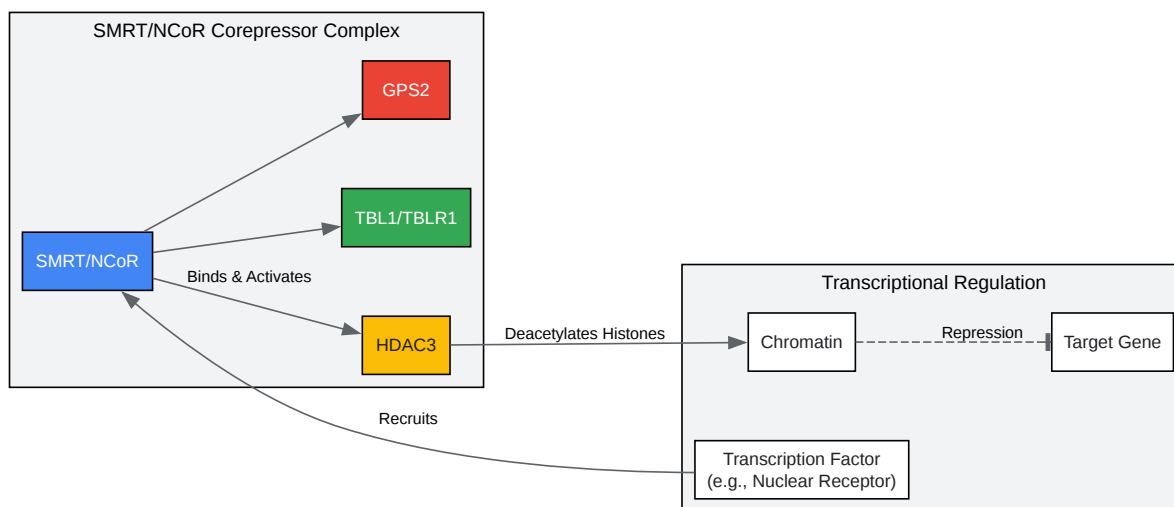 SMRT/NCoR Corepressor Complex
GPS2
TBL1/TBLR1
SMRT/NCoR
Binds & Activates
HDAC3
Deacetylates Histones
Transcriptional Regulation
Chromatin
Repression
Target Gene
Recruits
Transcription Factor
(e.g., Nuclear Receptor)